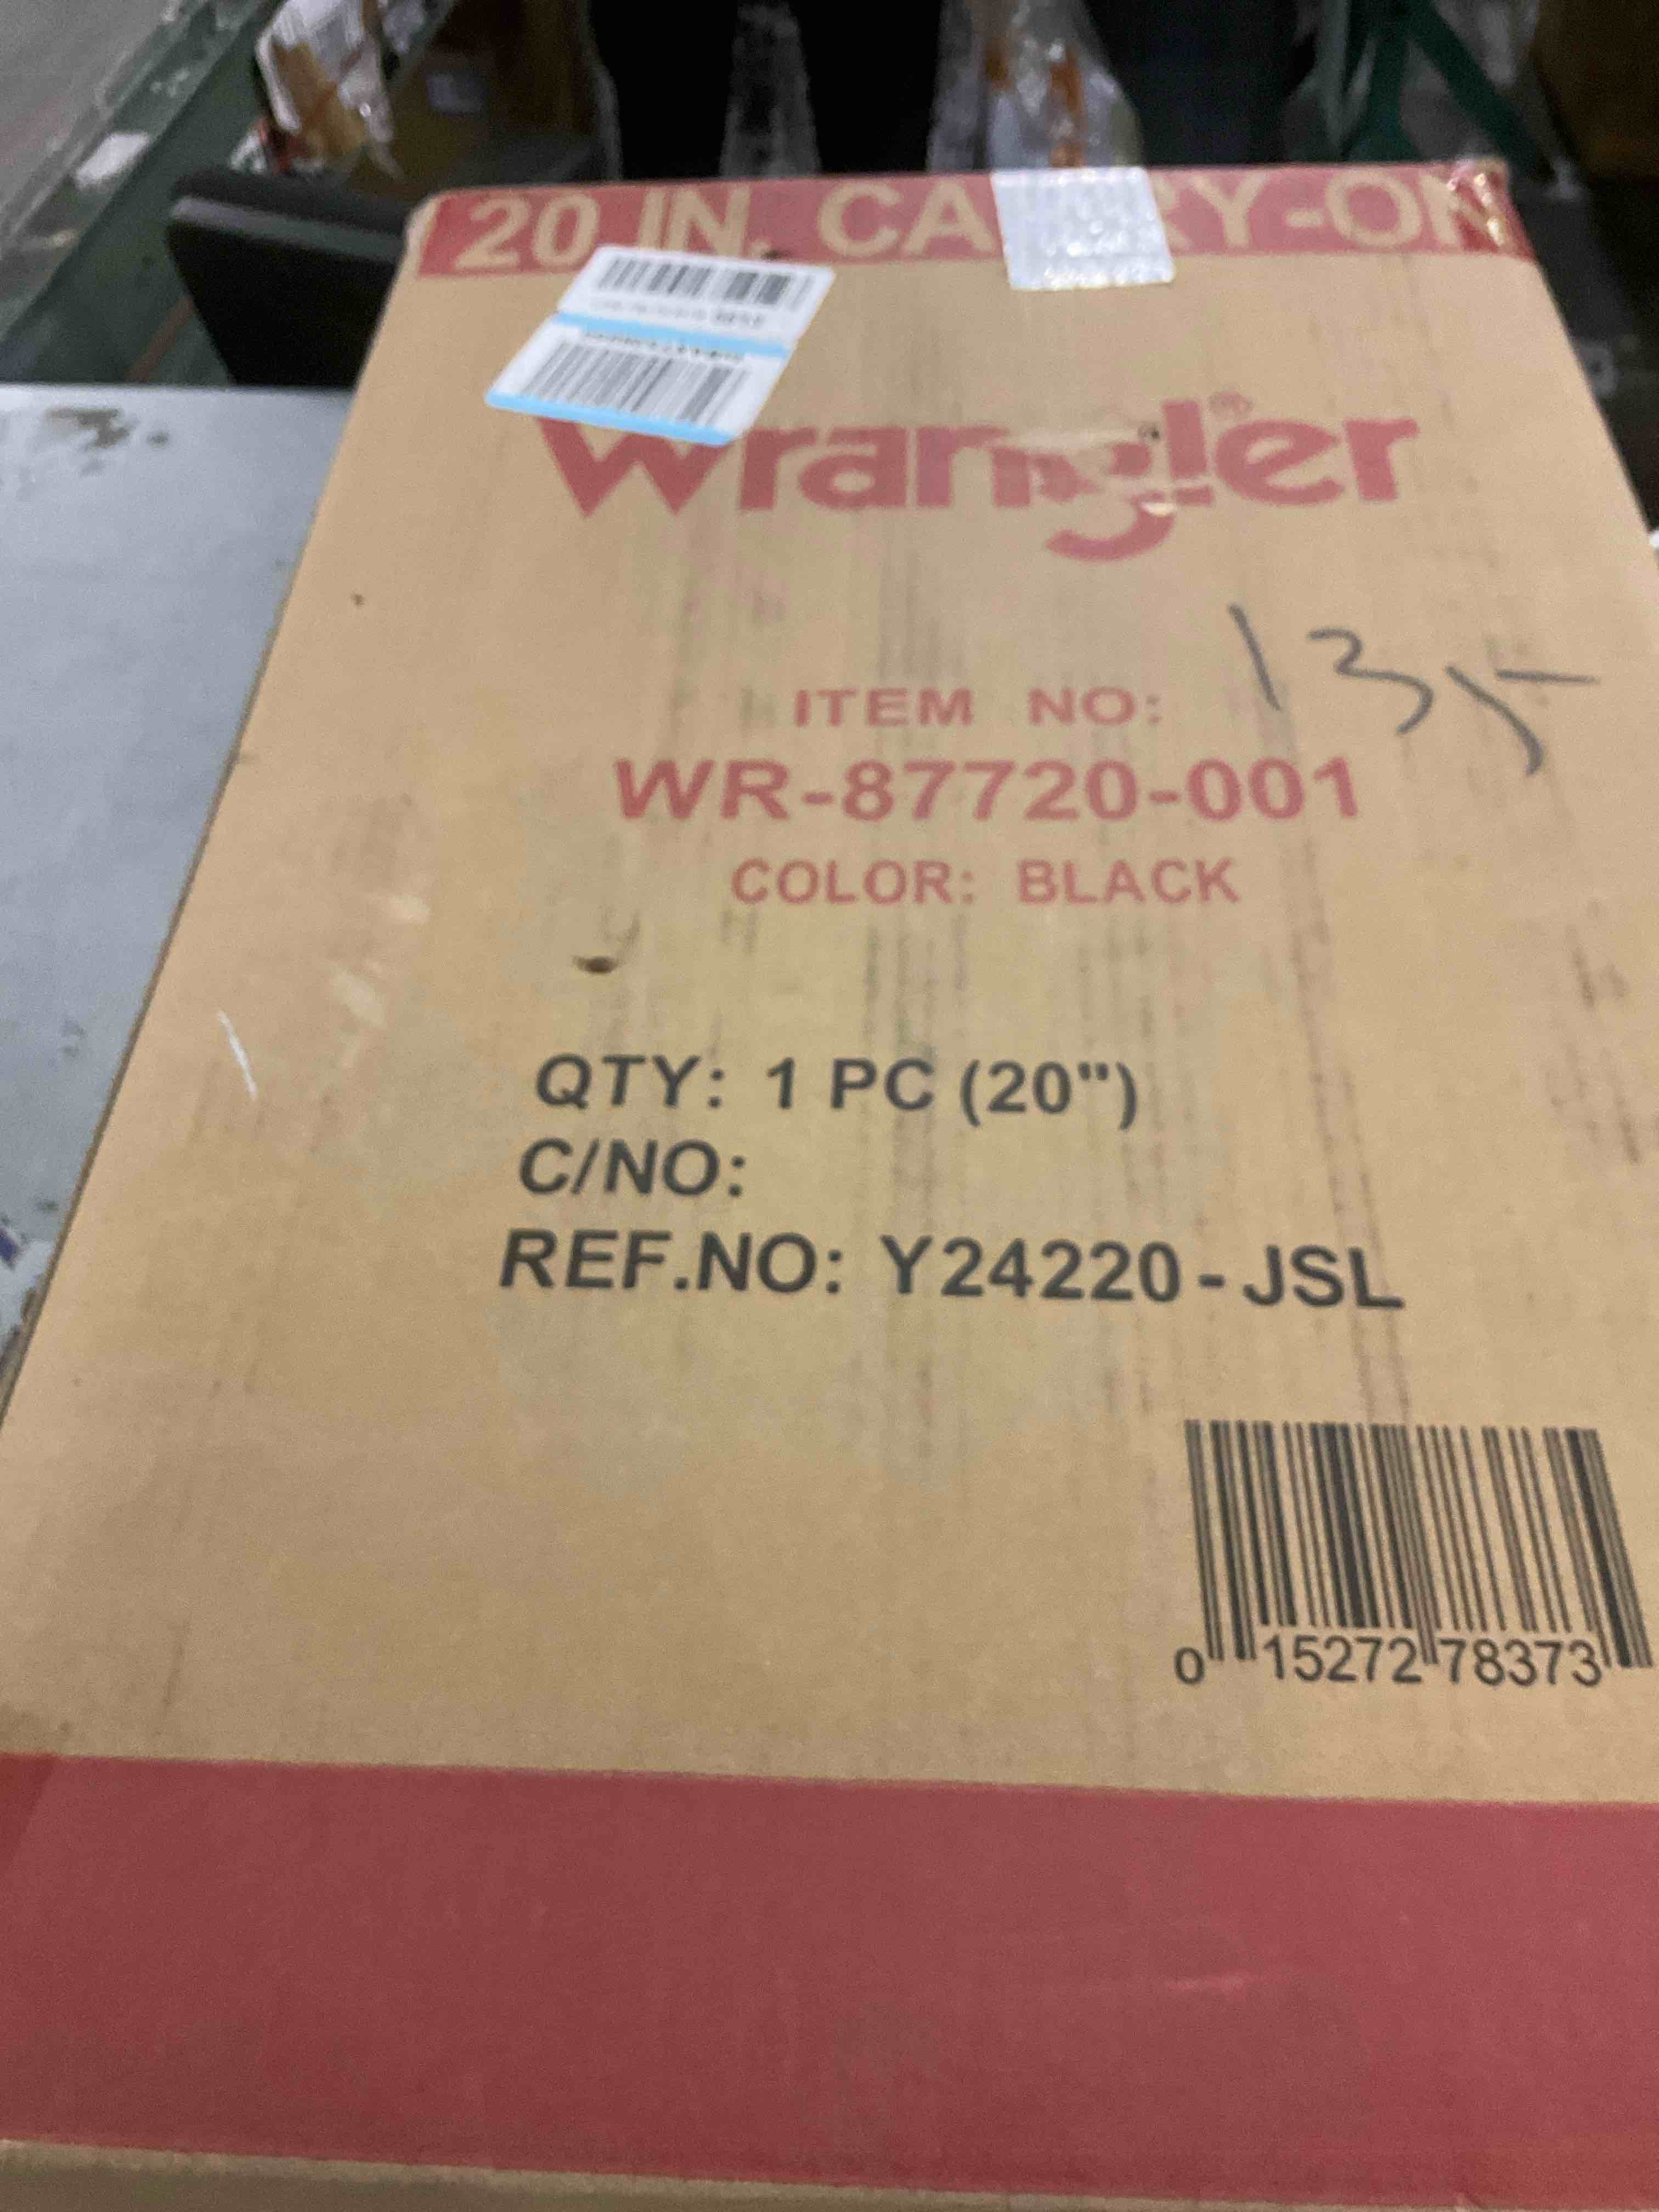 20 IN. CARRY-ON
Wrangler®
135
ITEM NO:
WR-87720-001
COLOR: BLACK
QTY: 1 PC (20")
C/NO:
REF.NO: Y24220-JSL
0 15272 78373